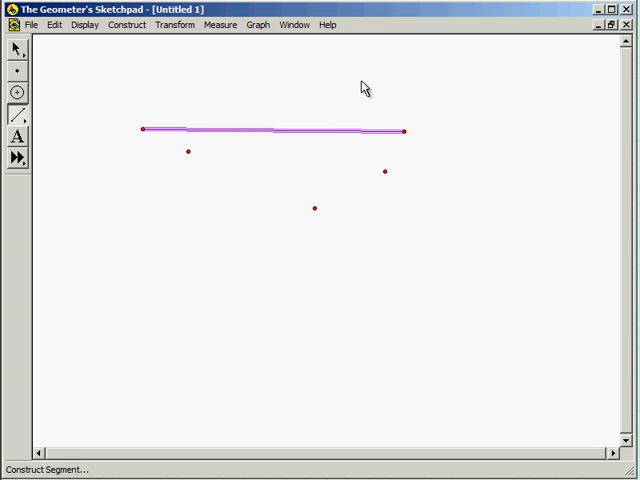 The Geometer's Sketchpad - [Untitled 1]
File Edit Display Construct Transform Measure Graph Window Help
A
Construct Segment...